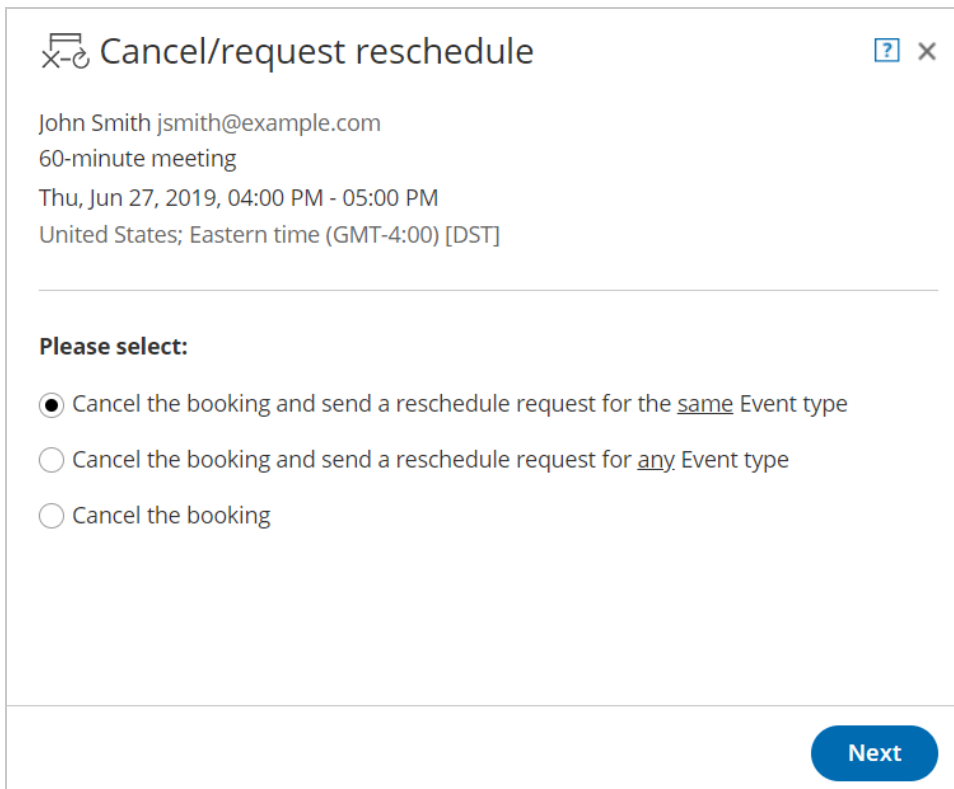 Cancel/request reschedule
?
John Smith jsmith@example.com
60-minute meeting
Thu, Jun 27, 2019, 04:00 PM - 05:00 PM
United States; Eastern time (GMT-4:00) [DST]
Please select:
Cancel the booking and send a reschedule request for the same Event type
Cancel the booking and send a reschedule request for any Event type
Cancel the booking
Next